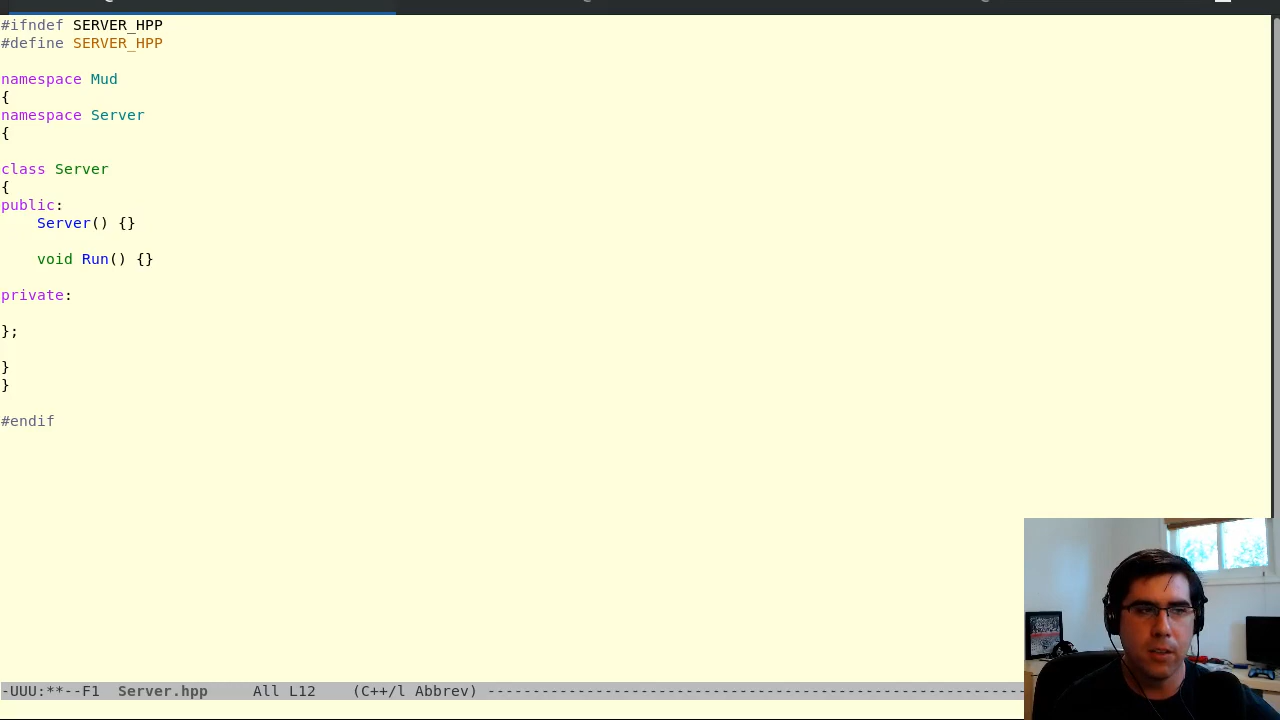 #ifndef SERVER_HPP
#define SERVER_HPP
namespace Mud
{
namespace Server
{
class Server
{
public:
Server() {}
void Run() {}
private:
};
}
}
#endif
-UUU:**--F1 Server.hpp All L12 (C++/l Abbrev) ------------------------------------------------------------